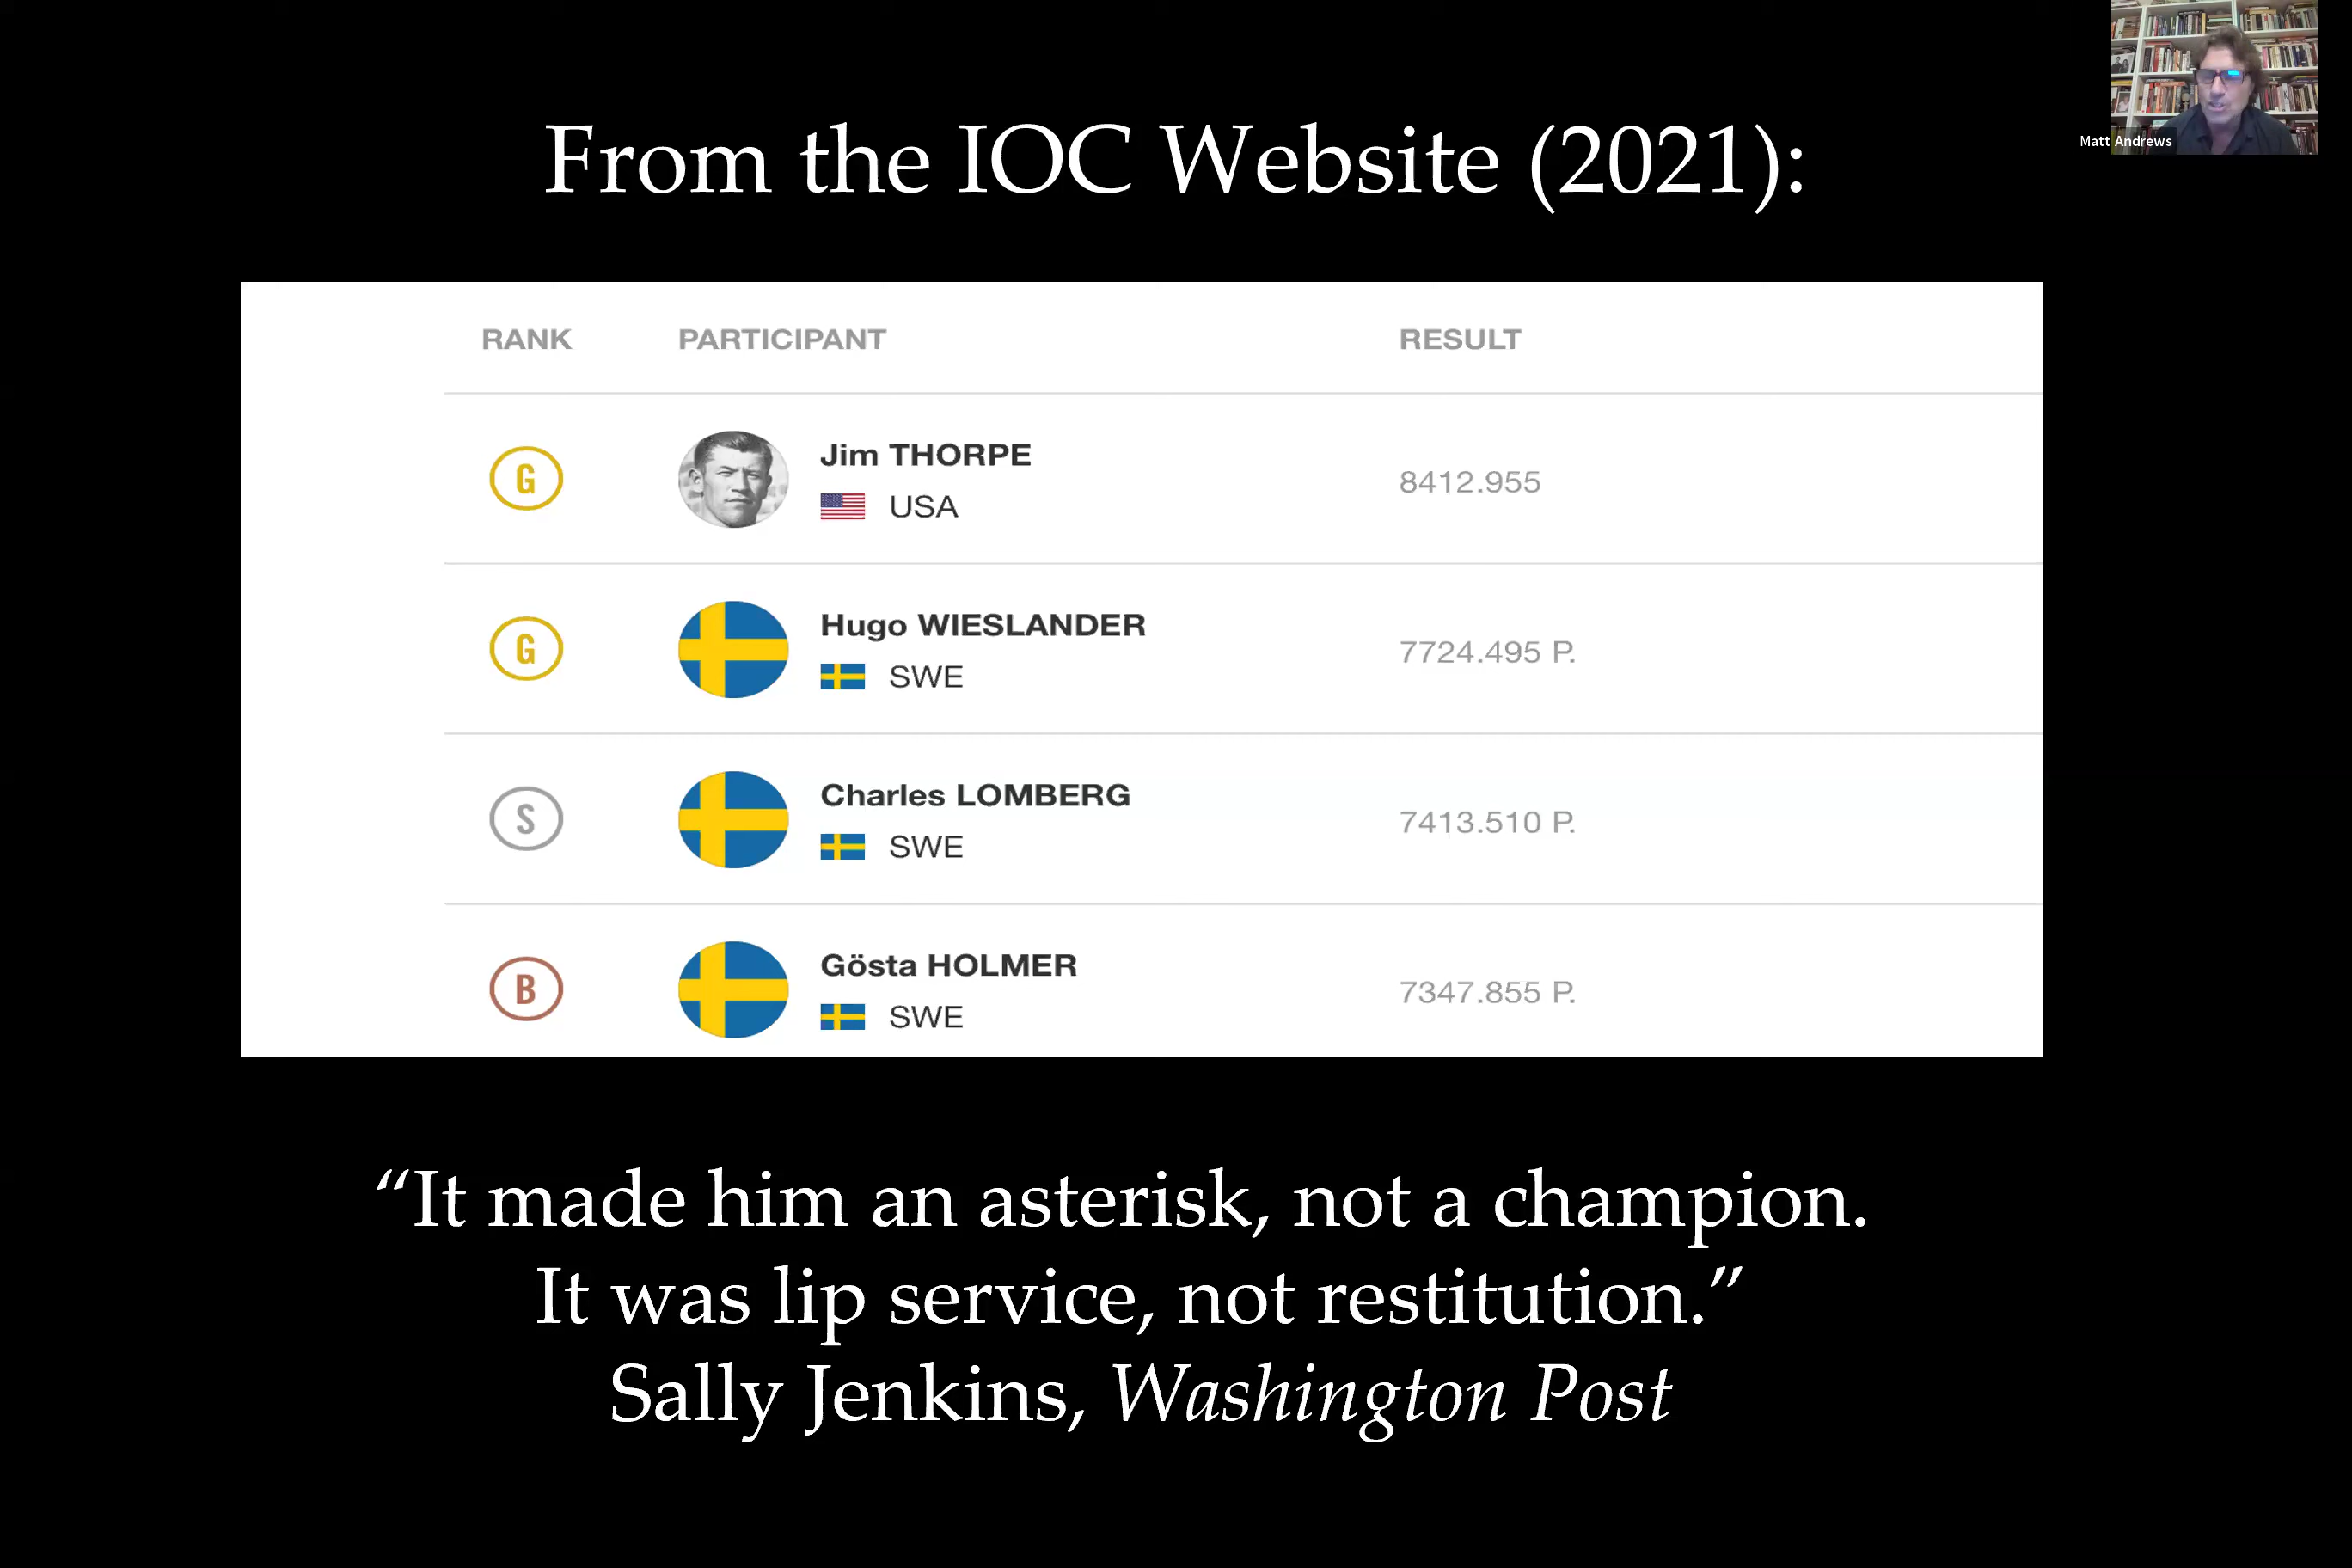 Matt Andrews
From the IOC Website (2021):
RANK PARTICIPANT RESULT
G Jim THORPE 8412.955
USA
G Hugo WIESLANDER 7724.495 P.
SWE
S Charles LOMBERG 7413.510 P.
SWE
B Gösta HOLMER 7347.855 P.
SWE
“It made him an asterisk, not a champion.
It was lip service, not restitution.”
Sally Jenkins, Washington Post